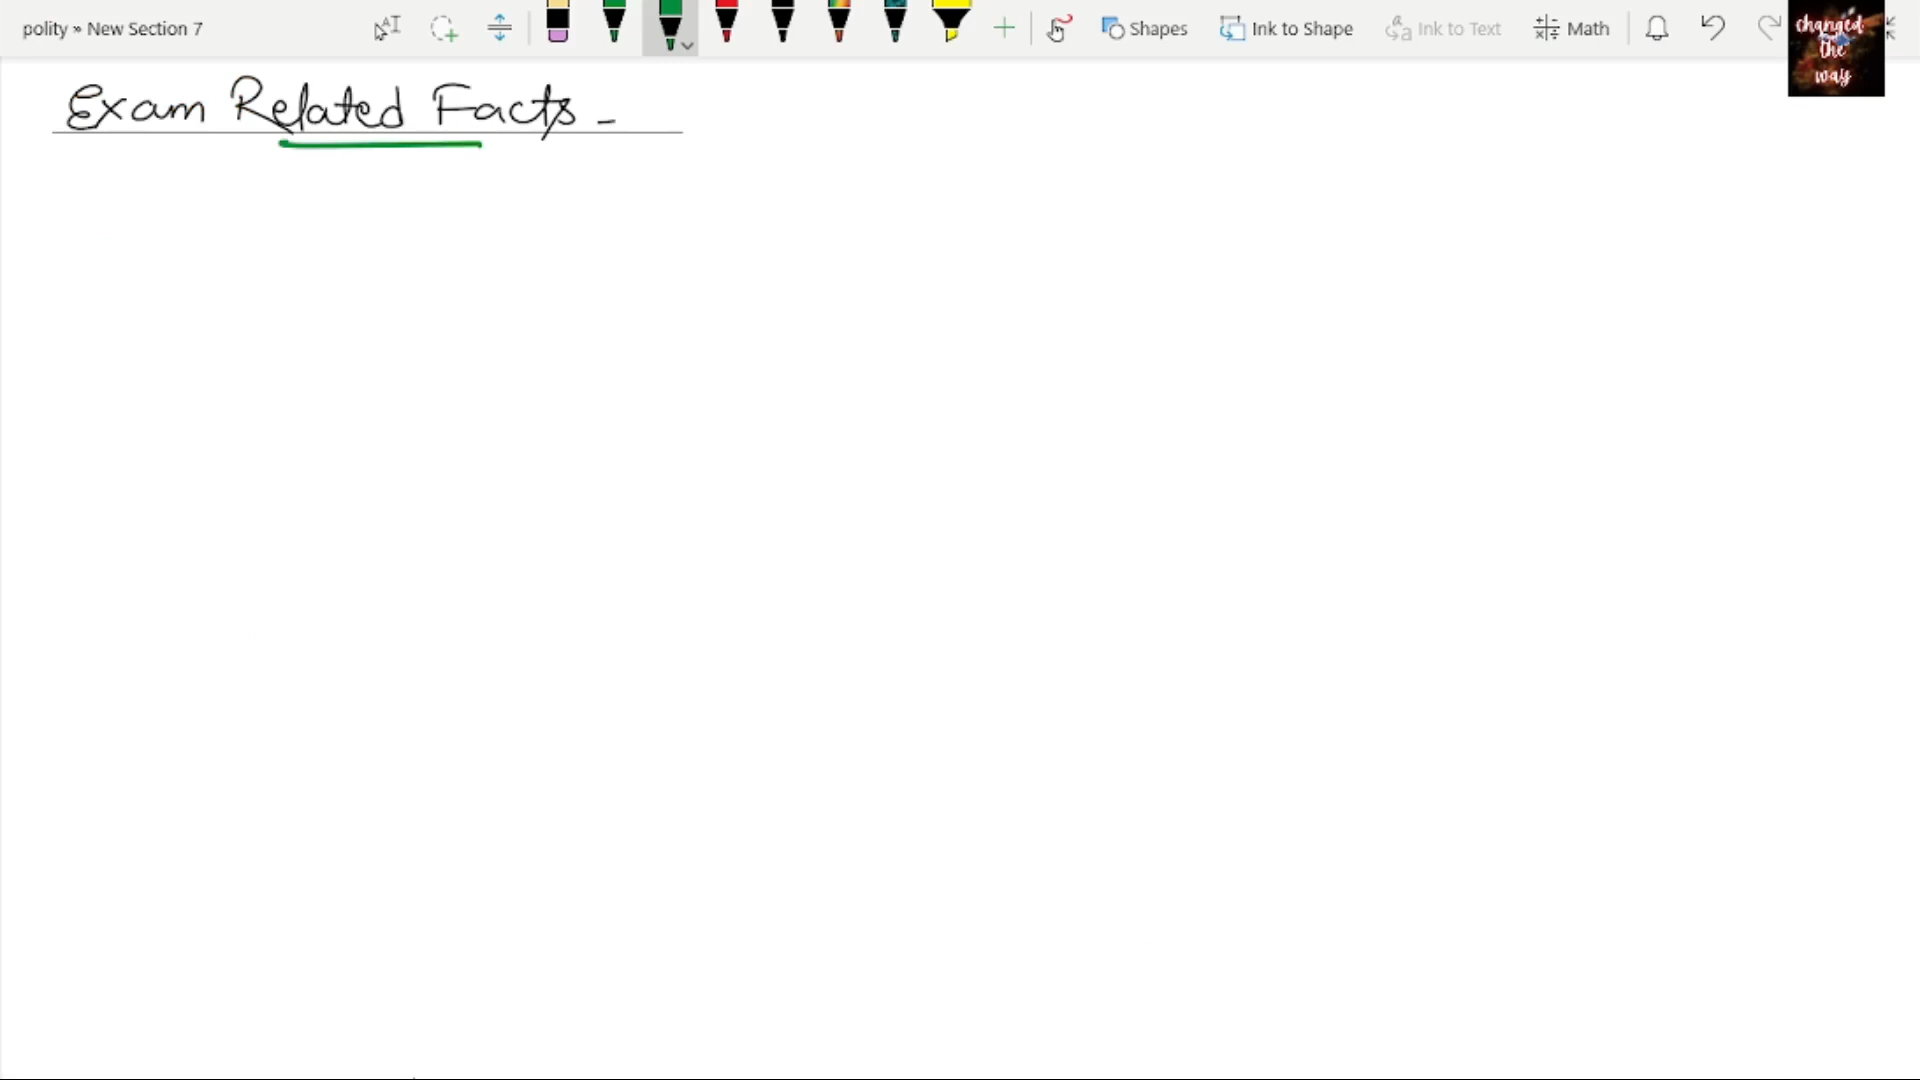 polity » New Section 7
Shapes
Ink to Shape
Ink to Text
Math
changed
the
way
Exam Related Facts -